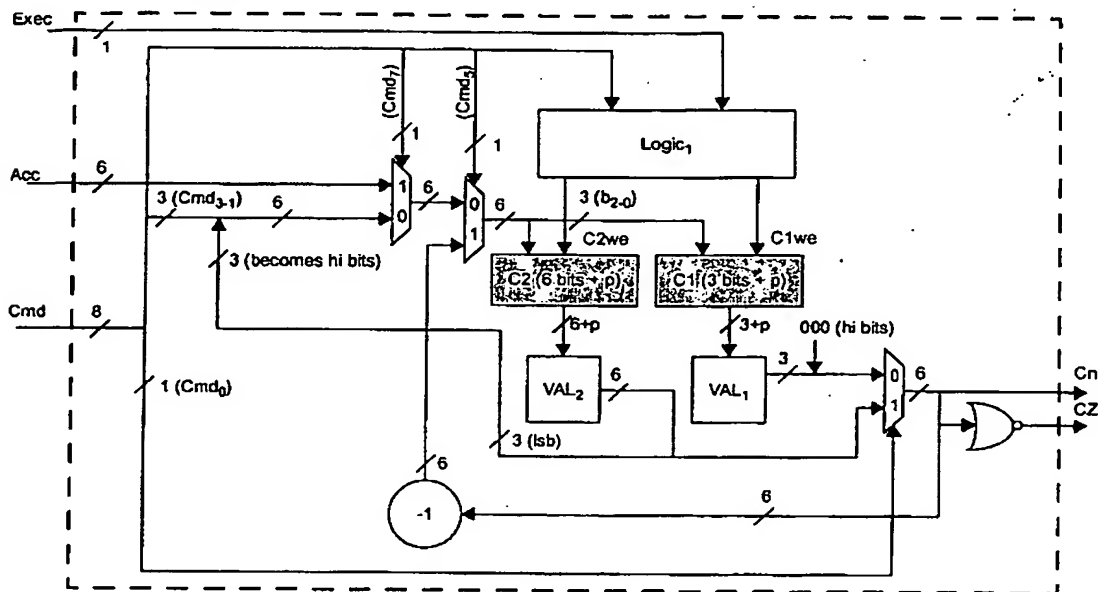 Exec
1
(Cmd7)
(Cmd5)
1
1
Logic1
Acc
6
1
0
6
0
1
6
3 (b2-0)
3 (Cmd3-1)
6
C2we
C1we
3 (becomes hi bits)
C2 (6 bits + p)
C1 (3 bits + p)
Cmd
8
6+p
3+p
000 (hi bits)
1 (Cmd0)
VAL2
6
VAL1
3
0
1
6
Cn
CZ
3 (lsb)
6
-1
6